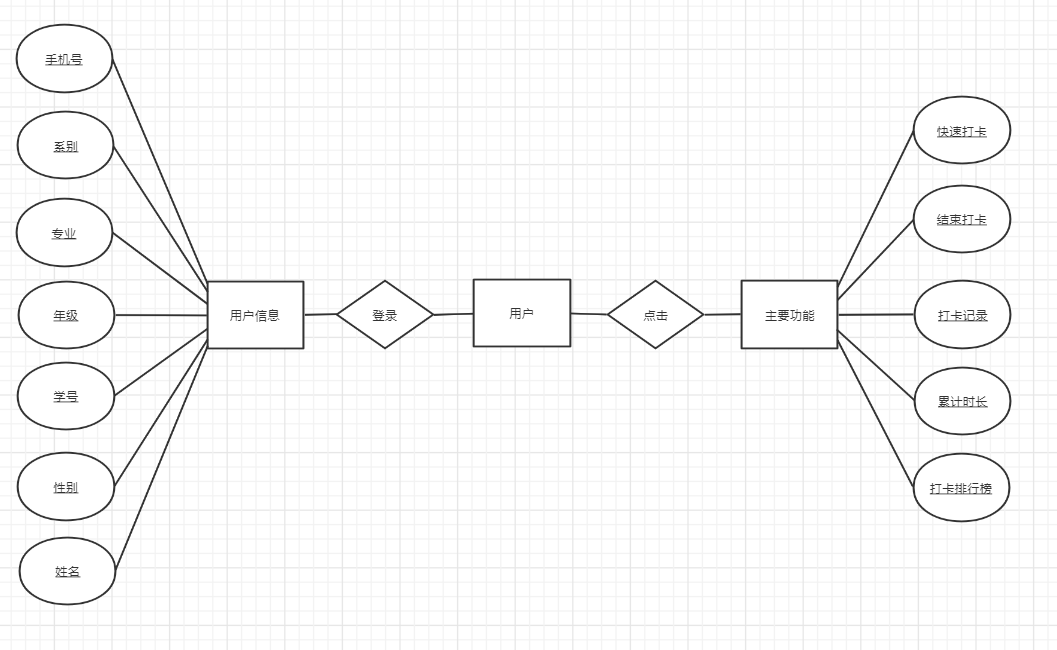 手机号
系别
专业
年级
学号
性别
姓名
用户信息
登录
用户
点击
主要功能
快速打卡
结束打卡
打卡记录
累计时长
打卡排行榜